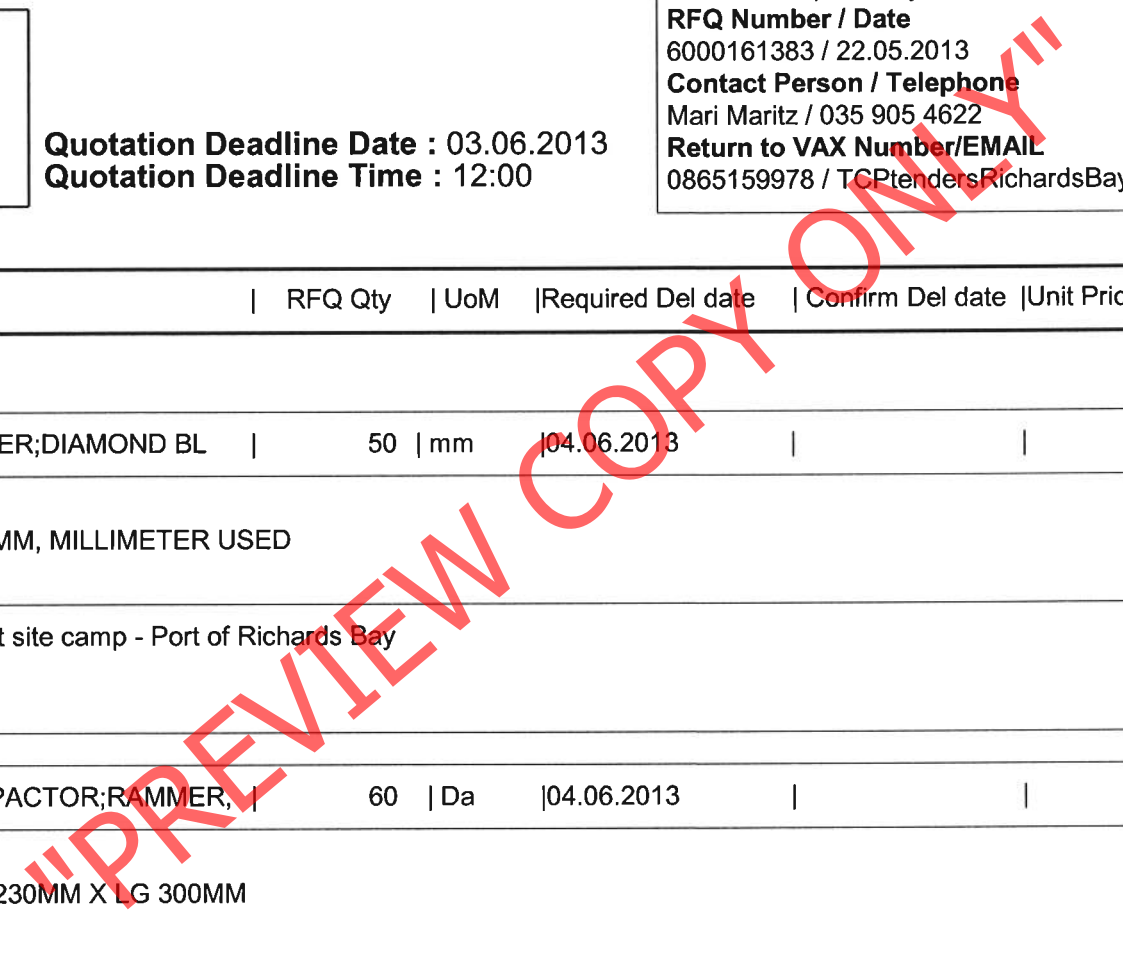 RFQ Number / Date
6000161383 / 22.05.2013
Contact Person / Telephone
Mari Maritz / 035 905 4622
Quotation Deadline Date : 03.06.2013
Return to VAX Number/EMAIL
Quotation Deadline Time : 12:00
0865159978 / TCPtendersRichardsBay
| RFQ Qty | UoM |Required Del date | Confirm Del date |Unit Pric
ER;DIAMOND BL | 50 | mm |04.06.2013 | |
MM, MILLIMETER USED
t site camp - Port of Richards Bay
PACTOR;RAMMER, | 60 | Da |04.06.2013 | |
230MM X LG 300MM
"PREVIEW COPY ONLY"